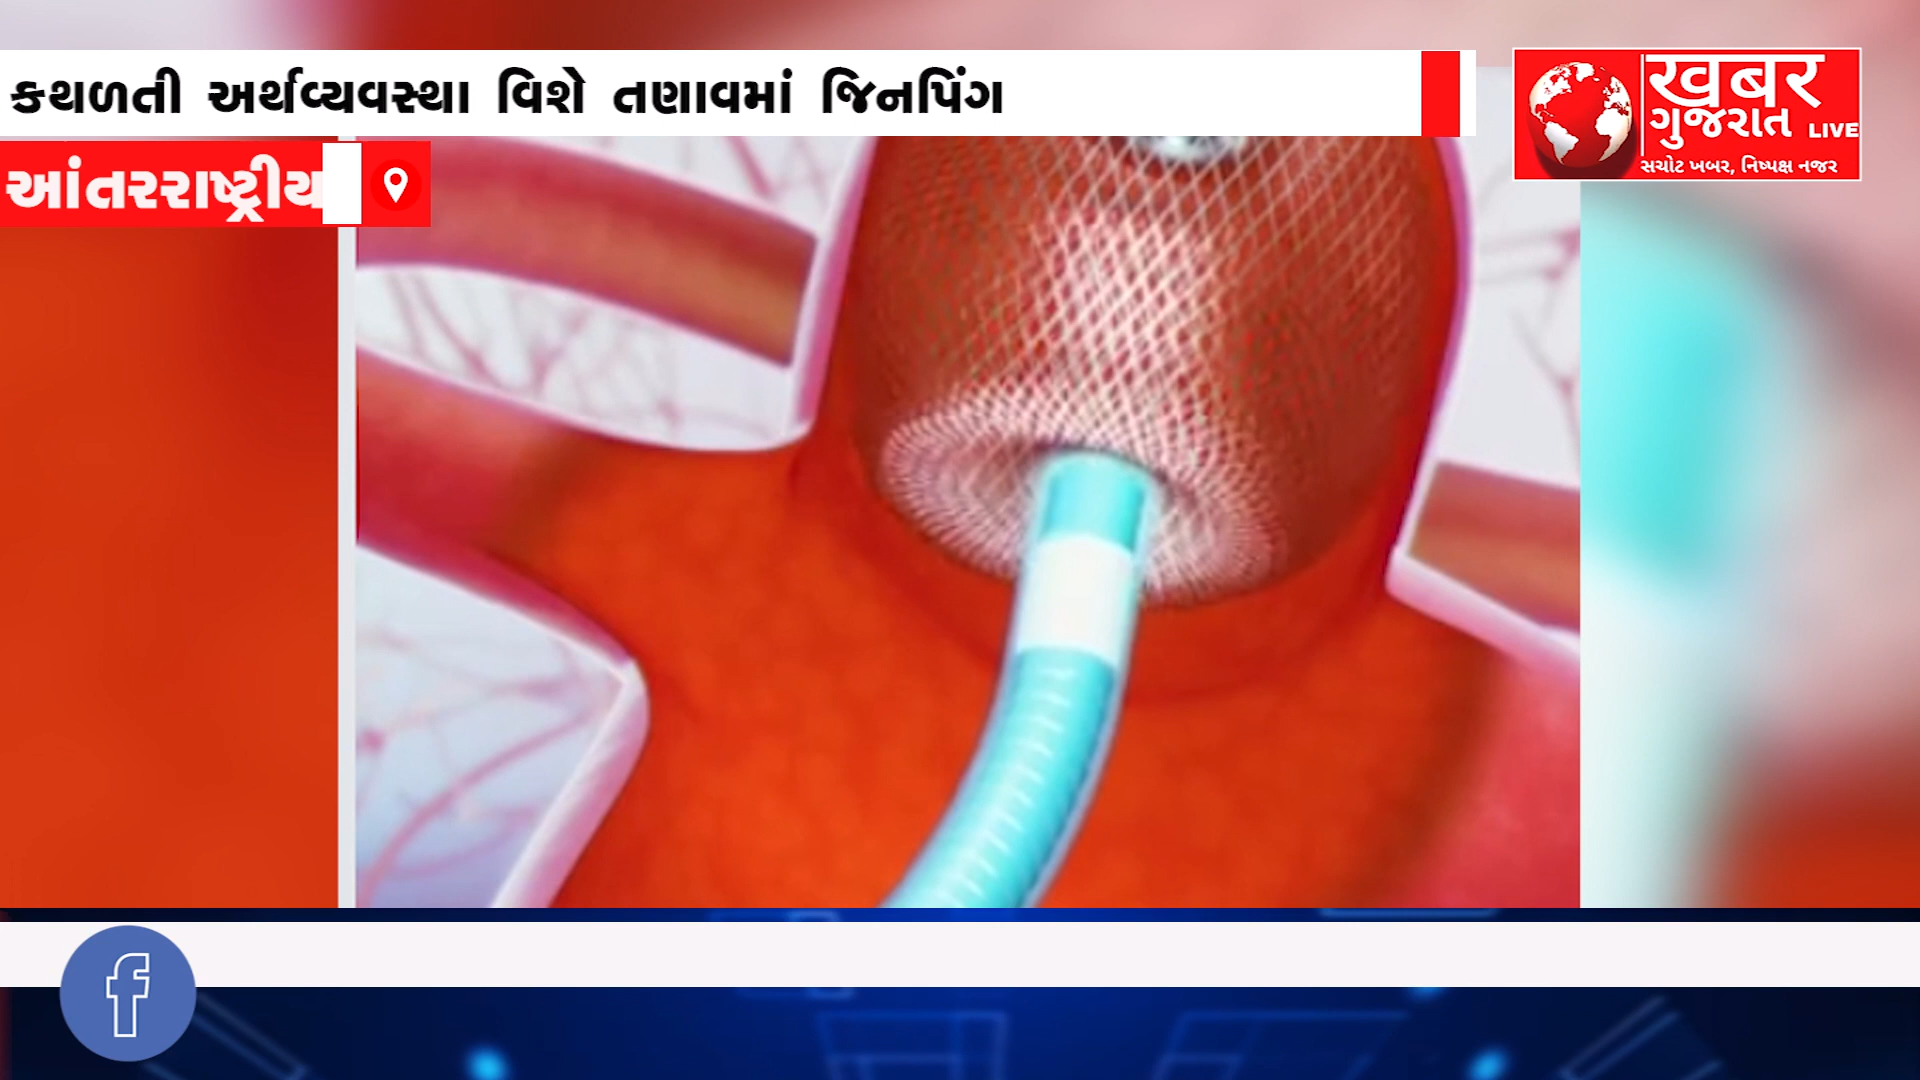 કથળતી અર્થવ્યવસ્થા વિશે તણાવમાં જિનપિંગ
આંતરરાષ્ટ્રીય
ખબર
ગુજરાત LIVE
સચોટ ખબર, નિષ્પક્ષ નજર
f